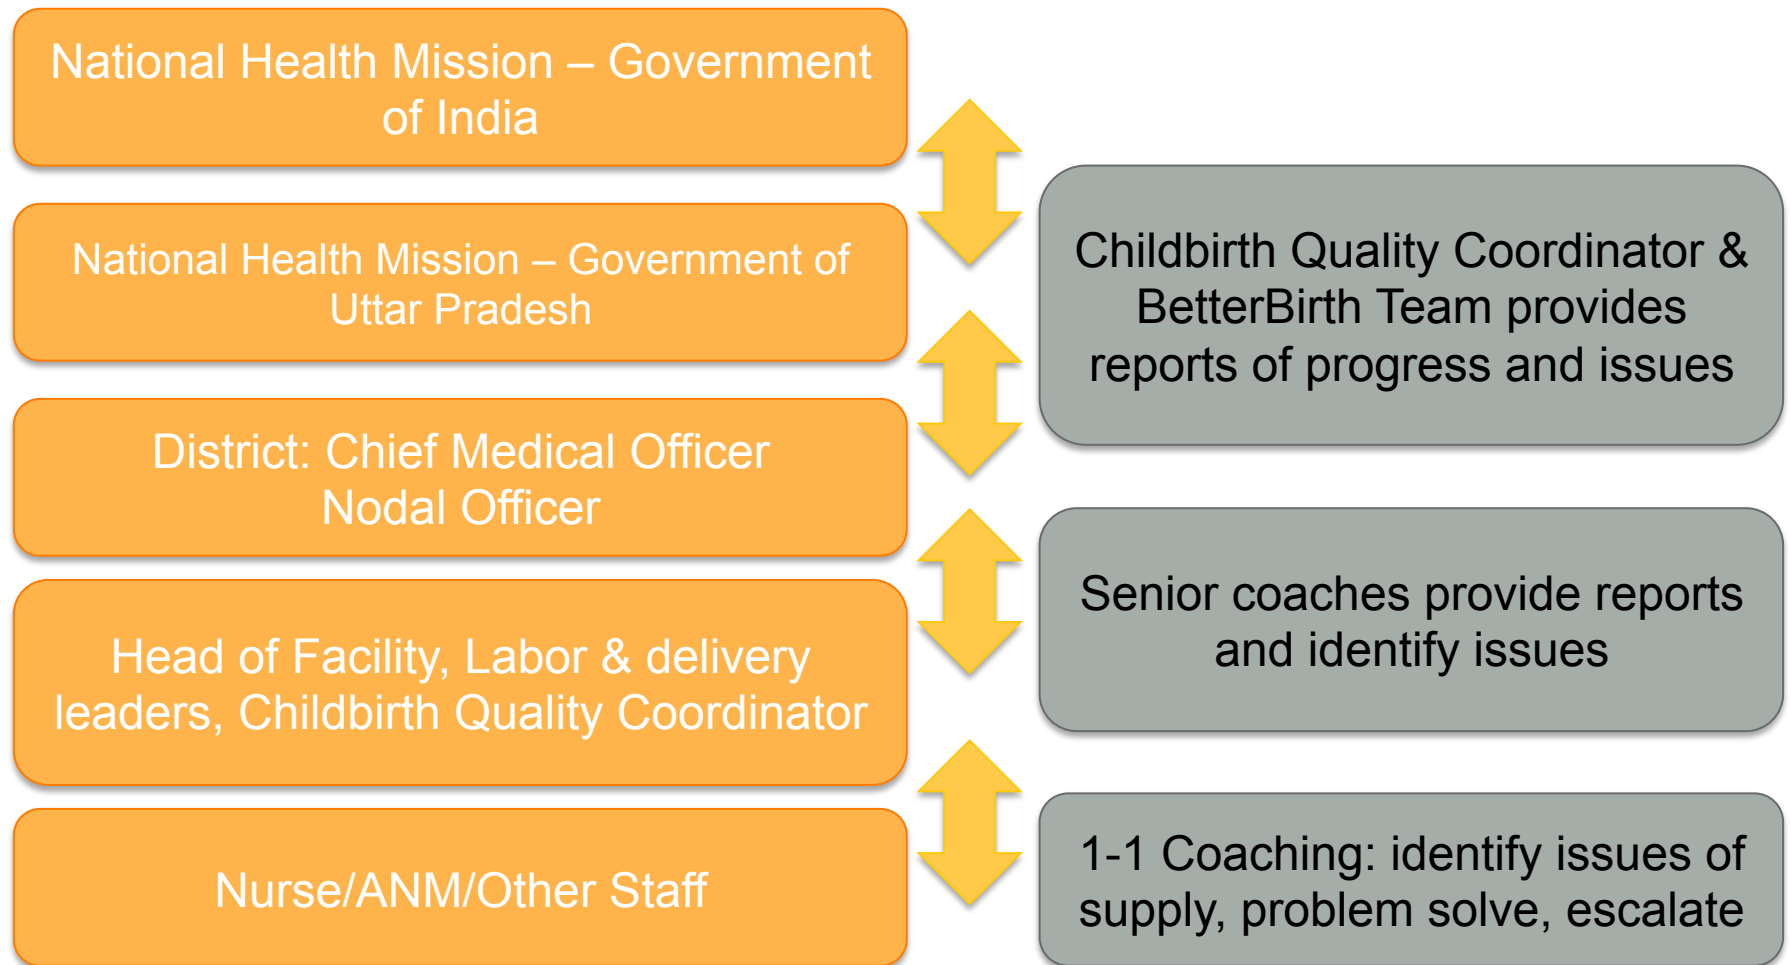 National Health Mission – Government
of India
National Health Mission – Government of
Uttar Pradesh
District: Chief Medical Officer
Nodal Officer
Head of Facility, Labor & delivery
leaders, Childbirth Quality Coordinator
Nurse/ANM/Other Staff
Childbirth Quality Coordinator &
BetterBirth Team provides
reports of progress and issues
Senior coaches provide reports
and identify issues
1-1 Coaching: identify issues of
supply, problem solve, escalate